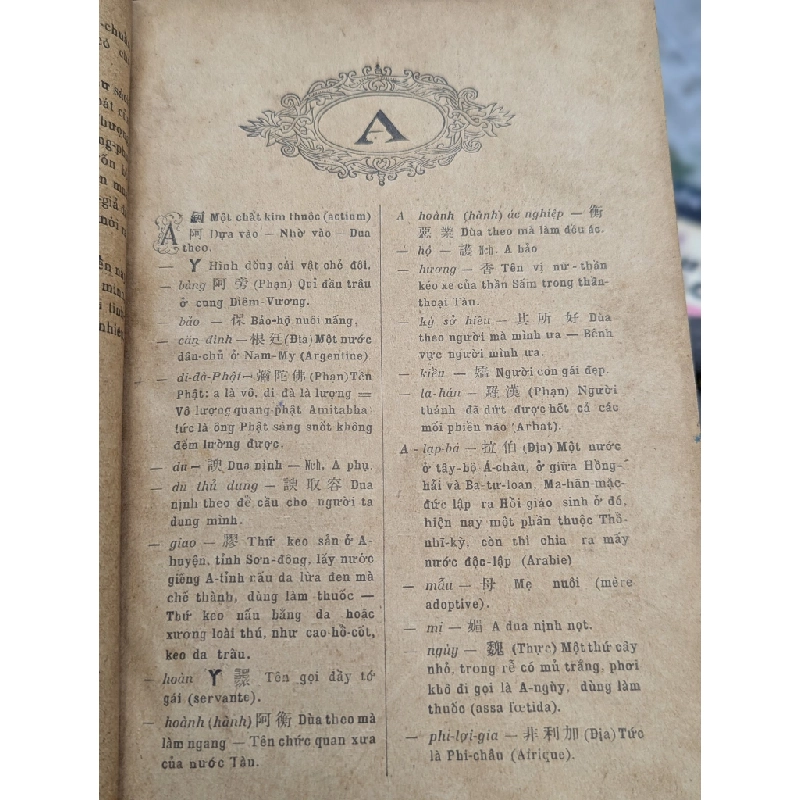 A
A 錒 Một chất kim thuộc (actium)
阿 Dựa vào — Nhờ vào — Dua
theo.
— 丫 Hình đồng cái vật chỏ đôi.
— bàng 阿旁 (Phạn) Quỉ đầu trâu
ở cung Diêm-Vương.
— bảo — 保 Bảo-hộ nuôi nấng.
— căn đình — 根廷 (Địa) Một nước
dân-chủ ở Nam-Mỹ (Argentine)
— di-đà-Phật — 彌陀佛 (Phạn) Tên
Phật: a là vô, di đà là lượng =
Vô lượng quang-phật Amitabha,
tức là ông Phật sáng suốt không
đếm lường được.
— du — 諛 Dua nịnh — Nch. A phụ.
— du thủ dung — 諛取容 Dua
nịnh theo để cầu cho người ta
dung mình.
— giao — 膠 Thứ keo sản ở A-
huyện, tỉnh Sơn-đông, lấy nước
giếng A-tỉnh nấu da lừa đen mà
chế thành, dùng làm thuốc —
Thứ keo nấu bằng da hoặc
xương loài thú, như cao-hổ-cốt,
keo da trâu.
— hoàn 丫鬟 Tên gọi đầy tớ
gái (servante).
— hoành (hành) 阿衡 Dùa theo mà
làm ngang — Tên chức quan xưa
của nước Tàn.
A hoành (hành) ác nghiệp — 衡
惡業 Dùa theo mà làm đều ác.
— hộ — 護 Nch. A bảo
— hương — 香 Tên vị nữ-thần
kéo xe của thần Sấm trong thần-
thoại Tàn.
— kỳ sở hiếu — 其所好 Dùa
theo người mà mình ưa — Bênh
vực người mình ưa.
— kiều — 嬌 Người con gái đẹp.
— la-hán — 羅漢 (Phạn) Người
thánh đã dứt được hết cả các
mối phiền não (Arhat).
A - lạp-bá — 拉伯 (Địa) Một nước
ở tây-bộ Á-châu, ở giữa Hồng-
hải và Ba-tư-loan. Ma-hãn-mặc-
đức lập ra Hồi giáo sinh ở đó,
hiện nay một phần thuộc Thổ-
nhĩ-kỳ, còn thì chia ra mấy
nước độc-lập (Arabie)
— mẫu — 母 Mẹ nuôi (mère
adoptive).
— mị — 媚 A dua nịnh nọt.
ngùy — 魏 (Thực) Một thứ cây
nhỏ, trong rễ có mủ trắng, phơi
khô đi gọi là A-ngùy, dùng làm
thuốc (assa fœtida).
— phi-lợi-gia — 非利加 (Địa) Tức
là Phi-châu (Afrique).